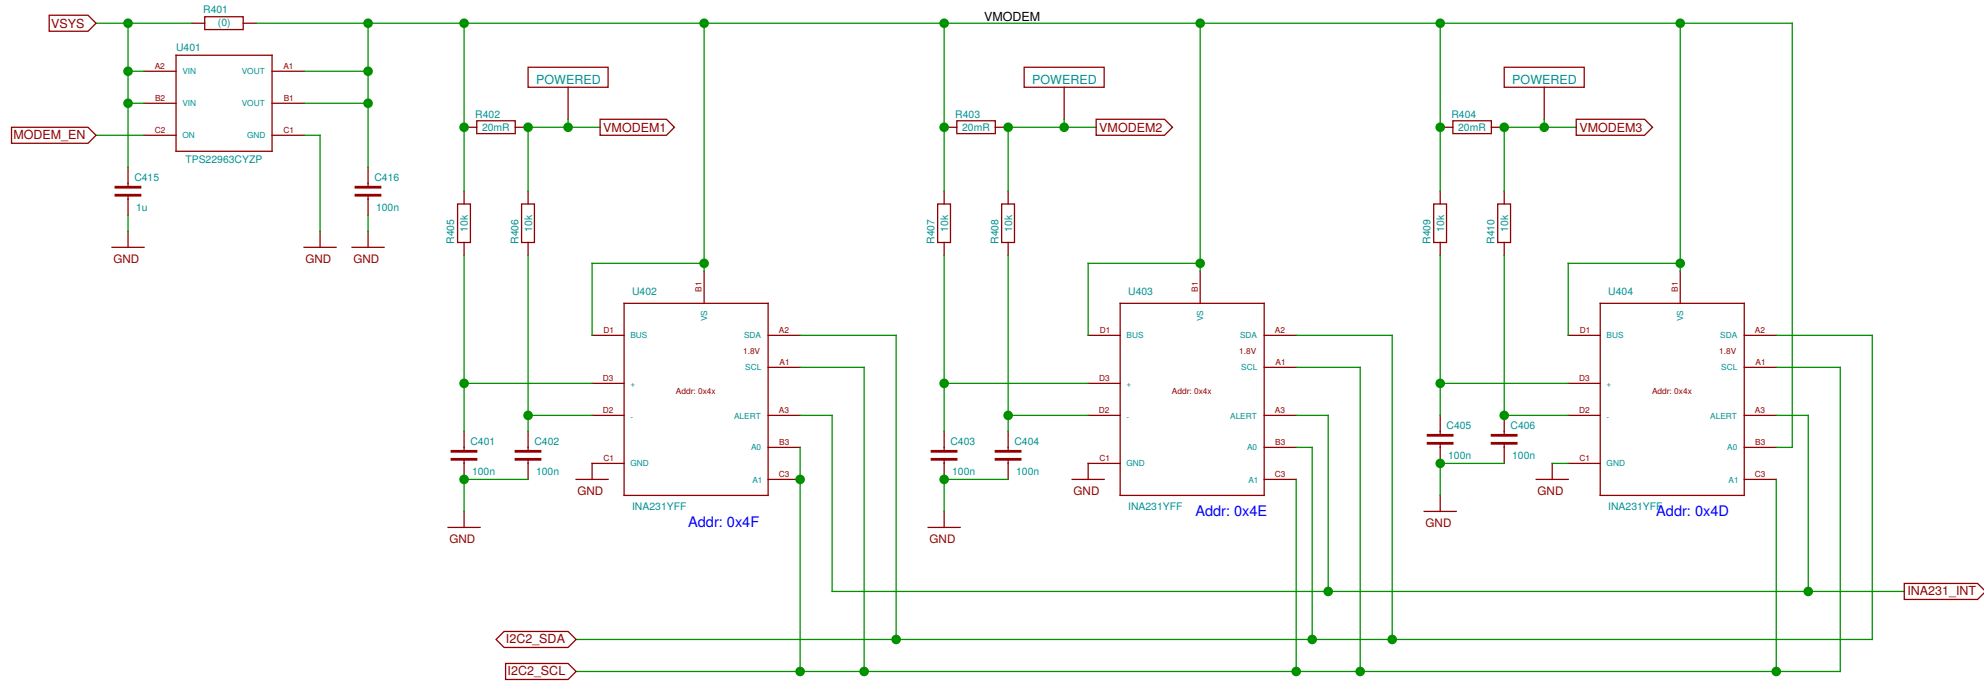 VSYS
R401
(0)
VMODEM
U401
A2 VIN VOUT A1
B2 VIN VOUT B1
MODEM_EN
C2 ON GND C1
TPS22963CYZP
C415
1u
C416
100n
GND
GND
GND
POWERED
R402
20mR
VMODEM1
R405
10k
R406
10k
U402
B1
VS
D1 BUS SDA A2
1.8V
SCL A1
D3 +
Addr: 0x4x
D2 - ALERT A3
A0 B3
C1 GND
A1 C3
C401
100n
C402
100n
GND
GND
INA231YFF
Addr: 0x4F
POWERED
R403
20mR
VMODEM2
R407
10k
R408
10k
U403
B1
VS
D1 BUS SDA A2
1.8V
SCL A1
D3 +
Addr: 0x4x
D2 - ALERT A3
A0 B3
C1 GND
A1 C3
C403
100n
C404
100n
GND
GND
INA231YFF
Addr: 0x4E
POWERED
R404
20mR
VMODEM3
R409
10k
R410
10k
U404
B1
VS
D1 BUS SDA A2
1.8V
SCL A1
D3 +
Addr: 0x4x
D2 - ALERT A3
A0 B3
C1 GND
A1 C3
C405
100n
C406
100n
GND
GND
INA231YFF
Addr: 0x4D
INA231_INT
I2C2_SDA
I2C2_SCL